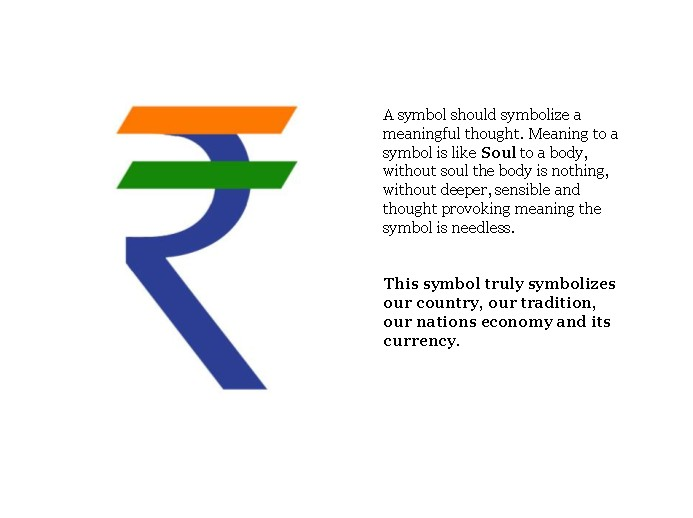 A symbol should symbolize a
meaningful thought. Meaning to a
symbol is like Soul to a body,
without soul the body is nothing,
without deeper, sensible and
thought provoking meaning the
symbol is needless.
This symbol truly symbolizes
our country, our tradition,
our nations economy and its
currency.